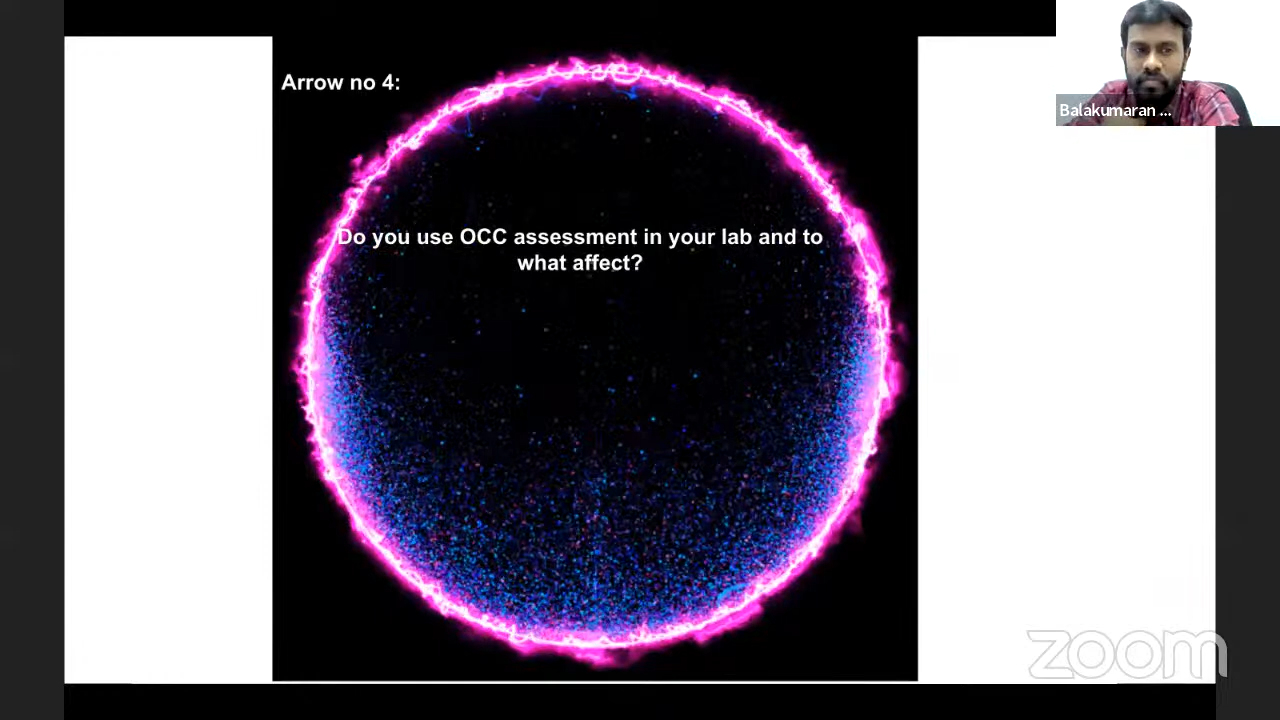 Arrow no 4:
Do you use OCC assessment in your lab and to
what affect?
Balakumaran ...
zoom